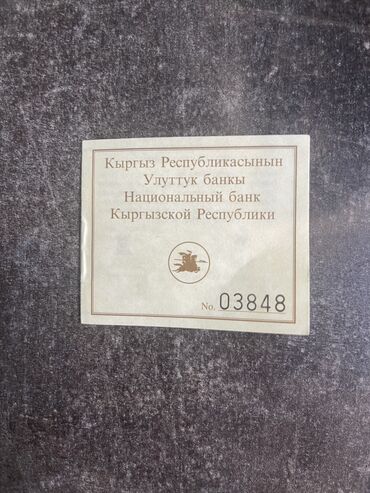 Кыргыз Республикасынын
Улуттук банкы
Национальный банк
Кыргызской Республики
No. 03848